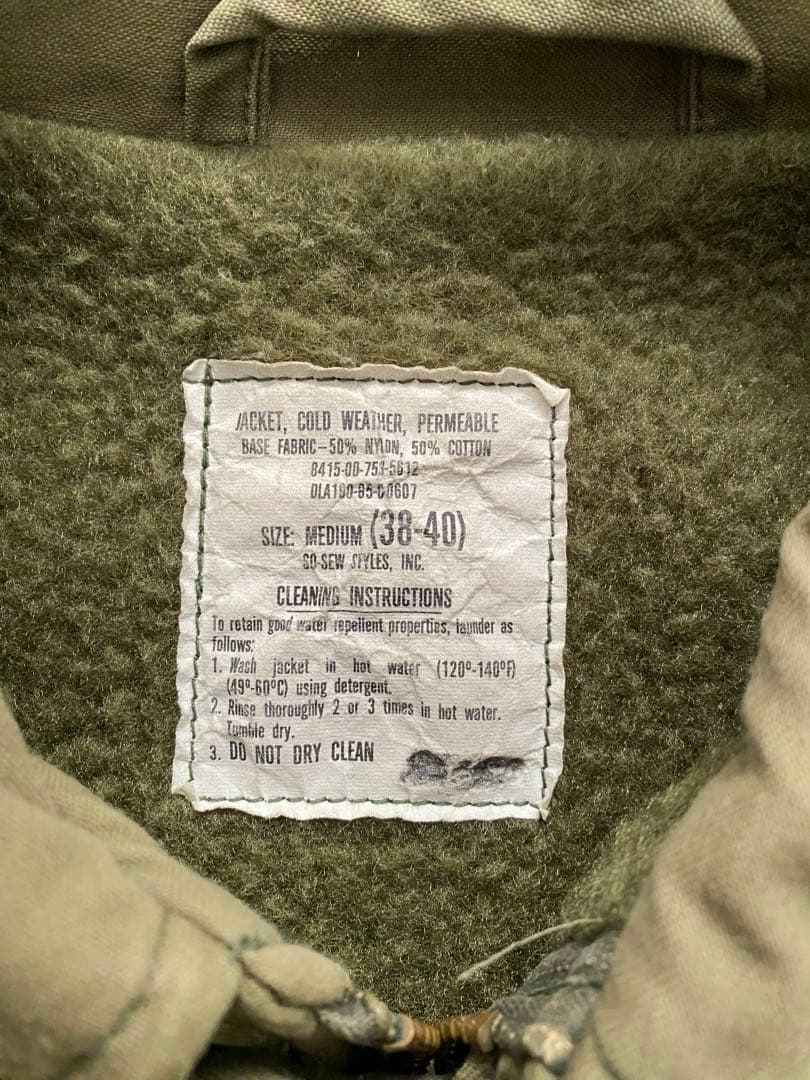 JACKET, COLD WEATHER, PERMEABLE
BASE FABRIC-50% NYLON, 50% COTTON
8415-00-753-5612
DLA100-85-C-0607
SIZE: MEDIUM (38-40)
SO-SEW STYLES, INC.
CLEANING INSTRUCTIONS
To retain good water repellent properties, launder as
follows:
1. Wash jacket in hot water (120°-140°F)
(49°-60°C) using detergent.
2. Rinse thoroughly 2 or 3 times in hot water.
Tumble dry.
3. DO NOT DRY CLEAN